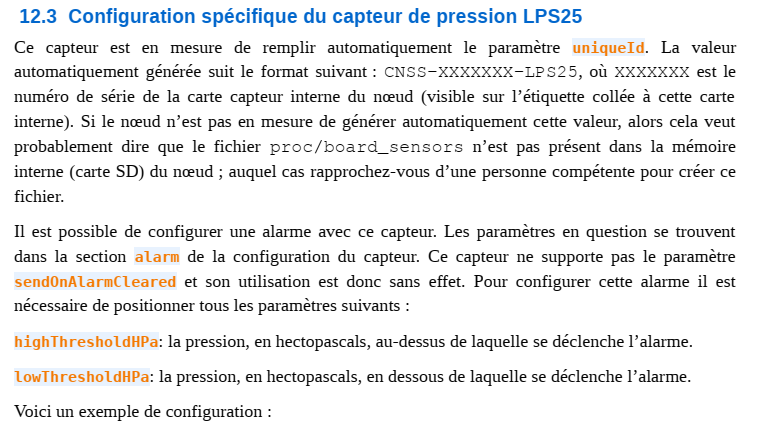 12.3 Configuration spécifique du capteur de pression LPS25
Ce capteur est en mesure de remplir automatiquement le paramètre uniqueId. La valeur
automatiquement générée suit le format suivant : CNSS-XXXXXXX-LPS25, où XXXXXXX est le
numéro de série de la carte capteur interne du nœud (visible sur l’étiquette collée à cette carte
interne). Si le nœud n’est pas en mesure de générer automatiquement cette valeur, alors cela veut
probablement dire que le fichier proc/board_sensors n’est pas présent dans la mémoire
interne (carte SD) du nœud ; auquel cas rapprochez-vous d’une personne compétente pour créer ce
fichier.
Il est possible de configurer une alarme avec ce capteur. Les paramètres en question se trouvent
dans la section alarm de la configuration du capteur. Ce capteur ne supporte pas le paramètre
sendOnAlarmCleared et son utilisation est donc sans effet. Pour configurer cette alarme il est
nécessaire de positionner tous les paramètres suivants :
highThresholdHPa: la pression, en hectopascals, au-dessus de laquelle se déclenche l’alarme.
lowThresholdHPa: la pression, en hectopascals, en dessous de laquelle se déclenche l’alarme.
Voici un exemple de configuration :